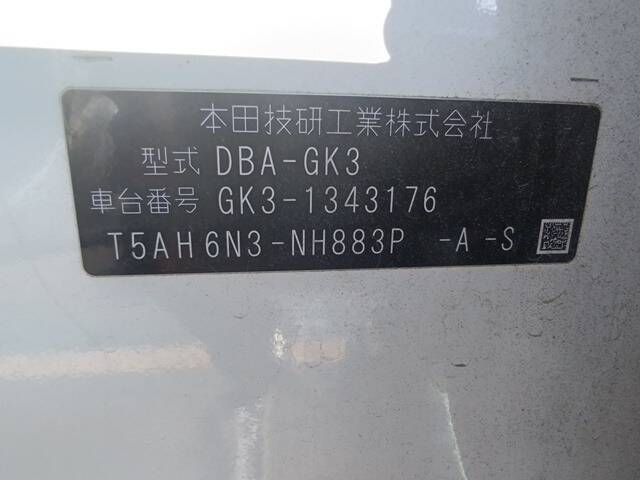 本田技研工業株式会社
型式 DBA-GK3
車台番号 GK3-1343176
T5AH6N3-NH883P -A -S